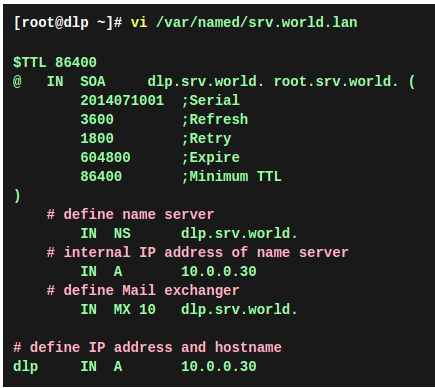 [root@dlp ~]# vi /var/named/srv.world.lan
$TTL 86400
@   IN  SOA     dlp.srv.world. root.srv.world. (
        2014071001  ;Serial
        3600        ;Refresh
        1800        ;Retry
        604800      ;Expire
        86400       ;Minimum TTL
)
    # define name server
        IN  NS      dlp.srv.world.
    # internal IP address of name server
        IN  A       10.0.0.30
    # define Mail exchanger
        IN  MX 10   dlp.srv.world.
# define IP address and hostname
dlp     IN  A       10.0.0.30